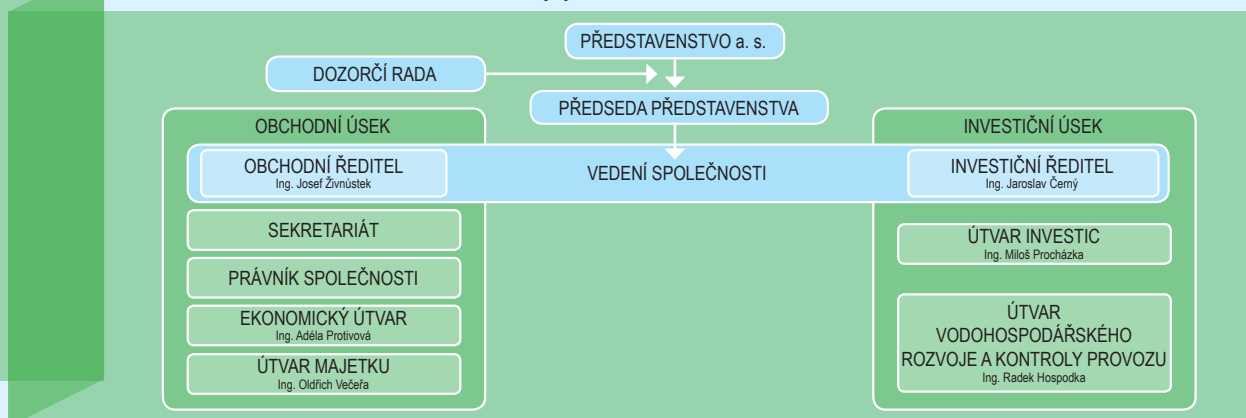 PŘEDSTAVENSTVO a. s.
DOZORČÍ RADA
PŘEDSEDA PŘEDSTAVENSTVA
OBCHODNÍ ÚSEK
INVESTIČNÍ ÚSEK
OBCHODNÍ ŘEDITEL
Ing. Josef Živnůstek
VEDENÍ SPOLEČNOSTI
INVESTIČNÍ ŘEDITEL
Ing. Jaroslav Černý
SEKRETARIÁT
PRÁVNÍK SPOLEČNOSTI
EKONOMICKÝ ÚTVAR
Ing. Adéla Protivová
ÚTVAR MAJETKU
Ing. Oldřich Večeřa
ÚTVAR INVESTIC
Ing. Miloš Procházka
ÚTVAR
VODOHOSPODÁŘSKÉHO
ROZVOJE A KONTROLY PROVOZU
Ing. Radek Hospodka